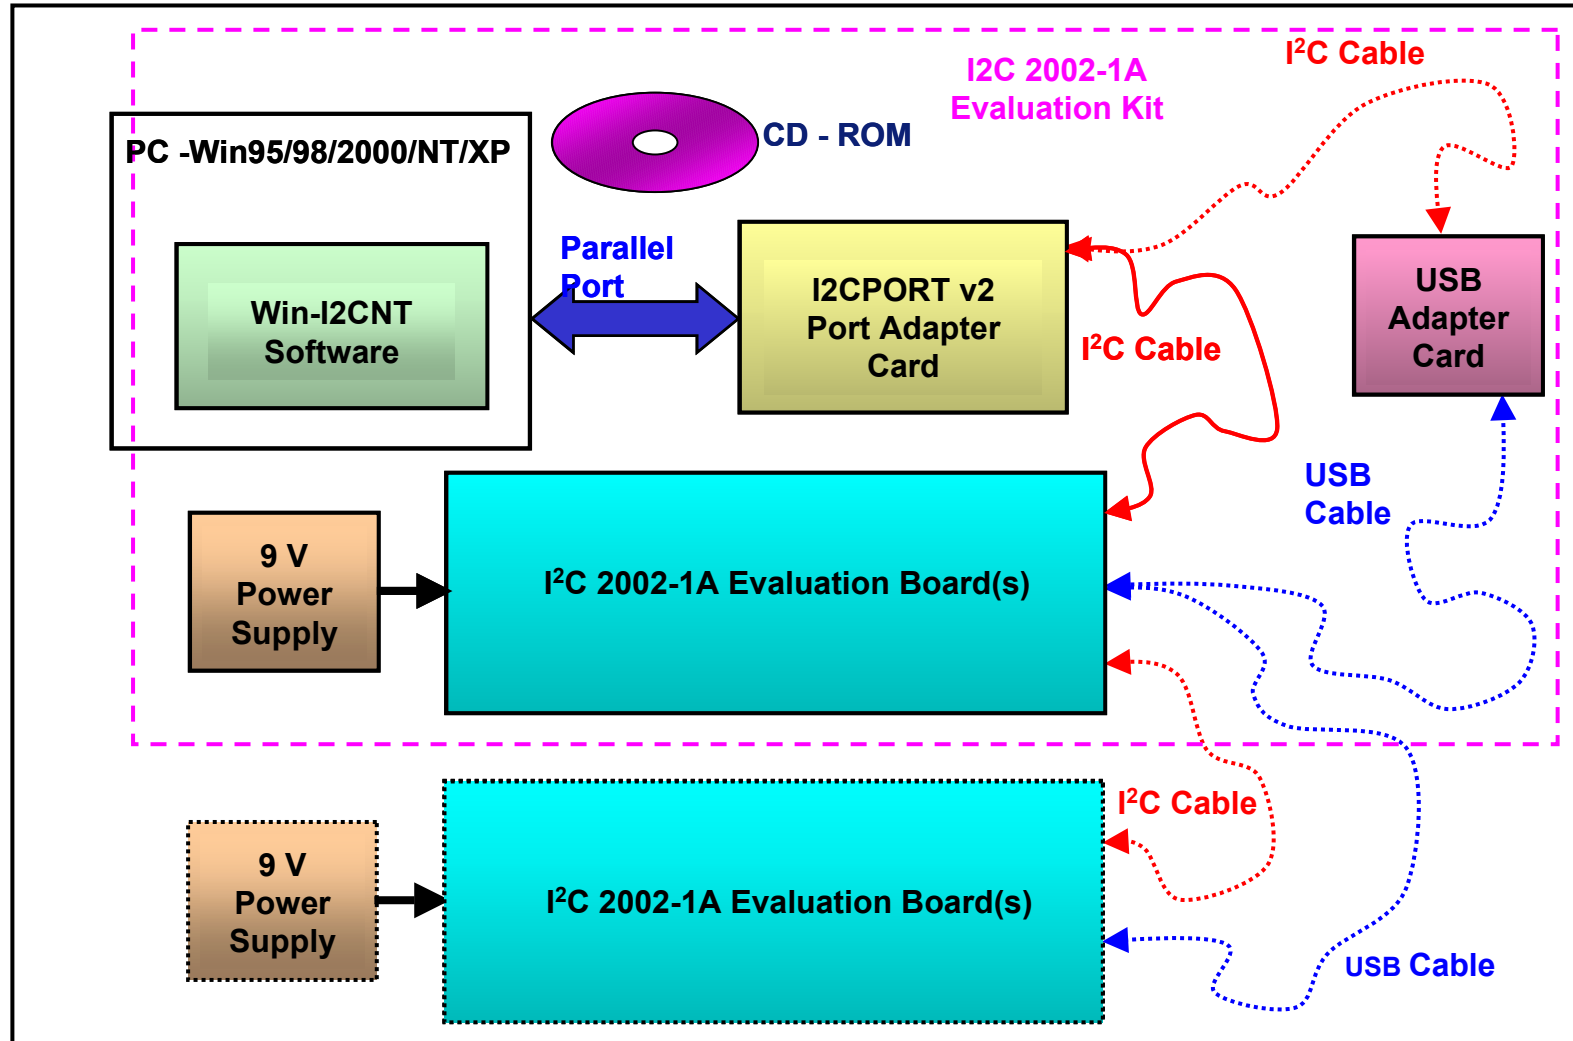 I²C Cable
I2C 2002-1A
Evaluation Kit
CD - ROM
PC -Win95/98/2000/NT/XP
Parallel
Port
Win-I2CNT
Software
I2CPORT v2
Port Adapter
Card
I²C Cable
USB
Adapter
Card
USB
Cable
9 V
Power
Supply
I²C 2002-1A Evaluation Board(s)
I²C Cable
9 V
Power
Supply
I²C 2002-1A Evaluation Board(s)
USB Cable